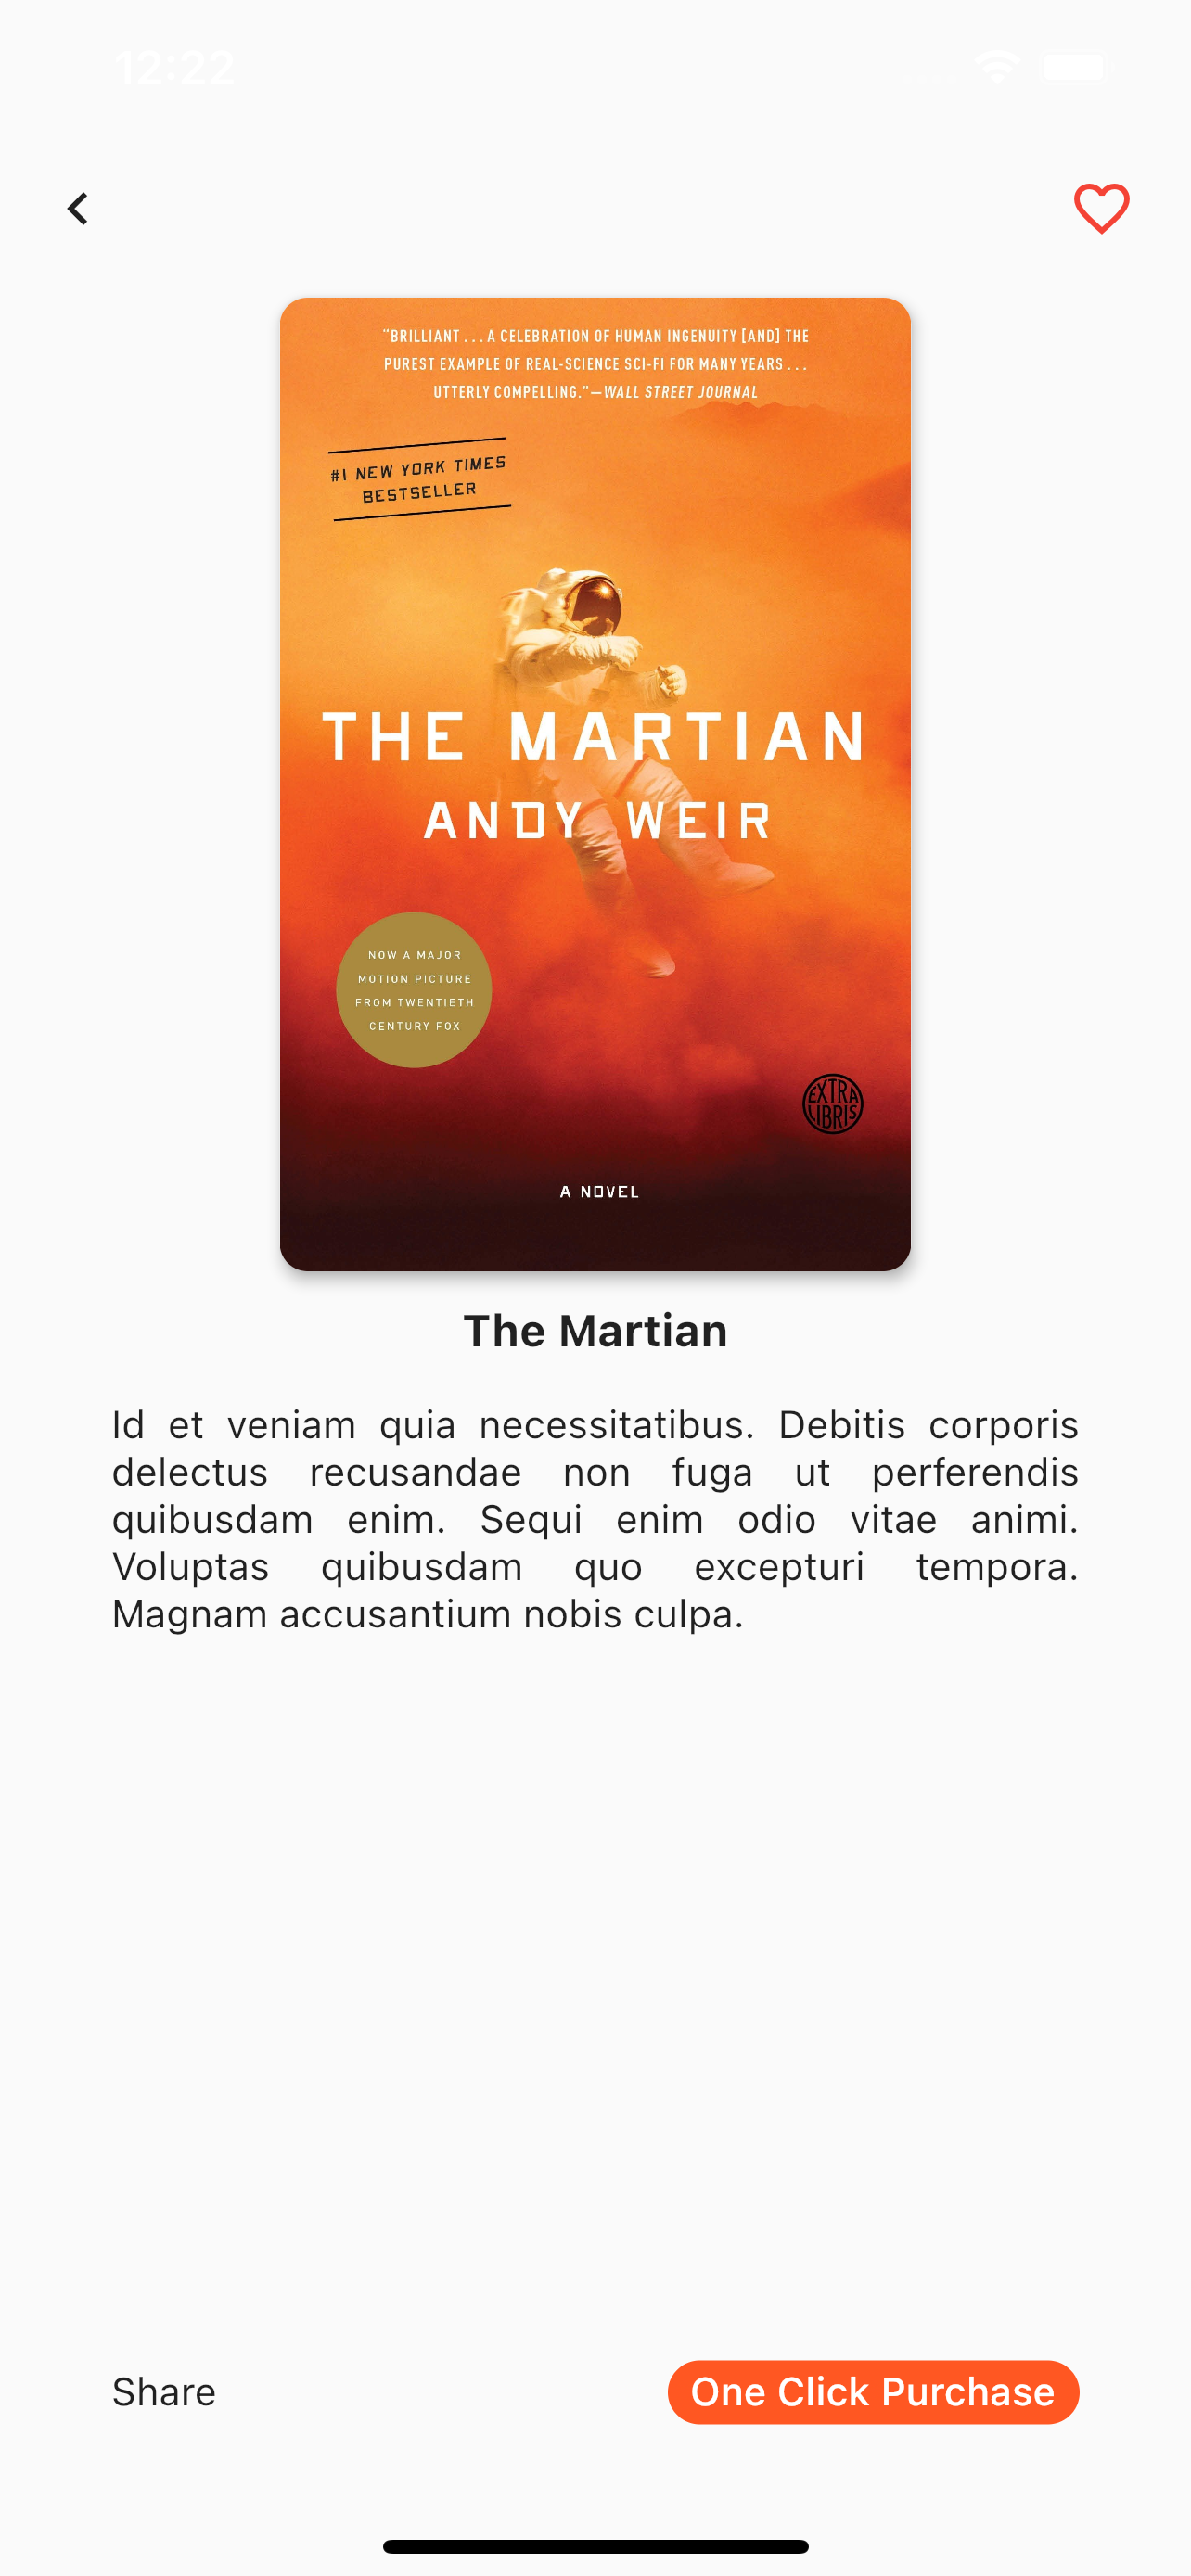 12:22
"BRILLIANT . . . A CELEBRATION OF HUMAN INGENUITY [AND] THE
PUREST EXAMPLE OF REAL-SCIENCE SCI-FI FOR MANY YEARS . . .
UTTERLY COMPELLING."—WALL STREET JOURNAL
#1 NEW YORK TIMES
BESTSELLER
THE MARTIAN
ANDY WEIR
NOW A MAJOR
MOTION PICTURE
FROM TWENTIETH
CENTURY FOX
EXTRA
LIBRIS
A NOVEL
The Martian
Id et veniam quia necessitatibus. Debitis corporis
delectus recusandae non fuga ut perferendis
quibusdam enim. Sequi enim odio vitae animi.
Voluptas quibusdam quo excepturi tempora.
Magnam accusantium nobis culpa.
Share
One Click Purchase